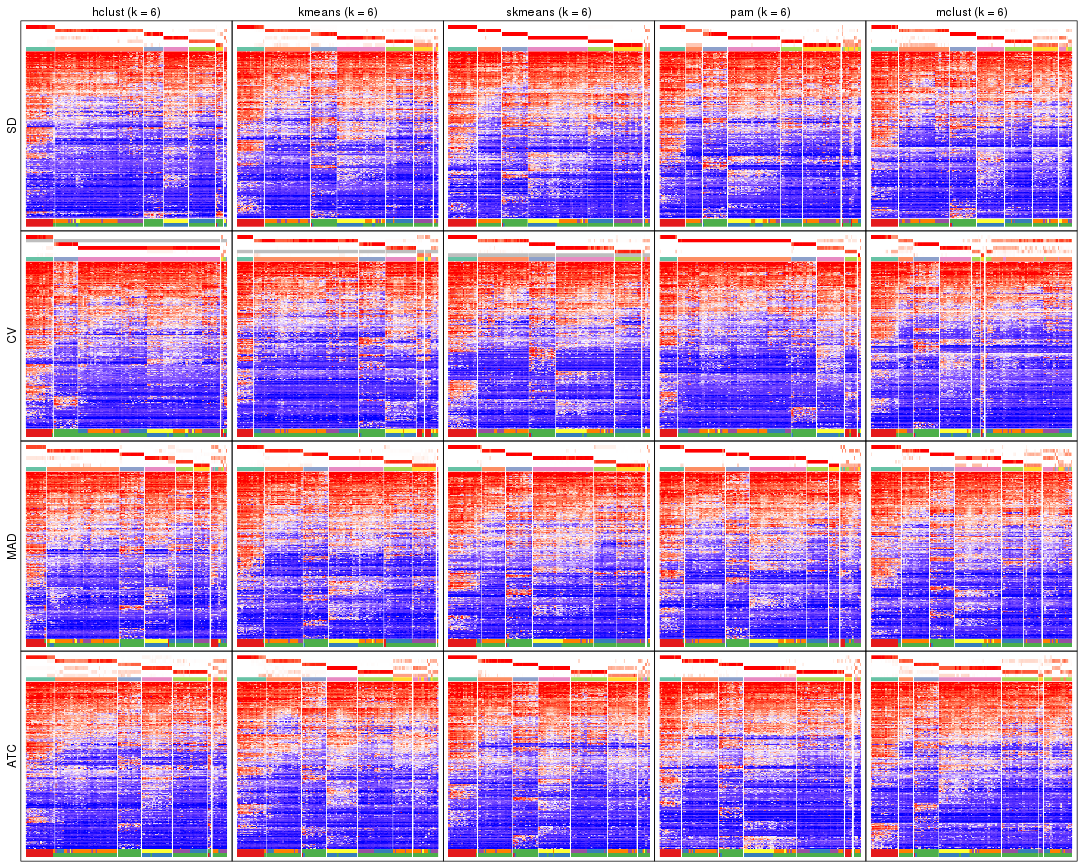 hclust (k = 6) kmeans (k = 6) skmeans (k = 6) pam (k = 6) mclust (k = 6)
SD
CV
MAD
ATC